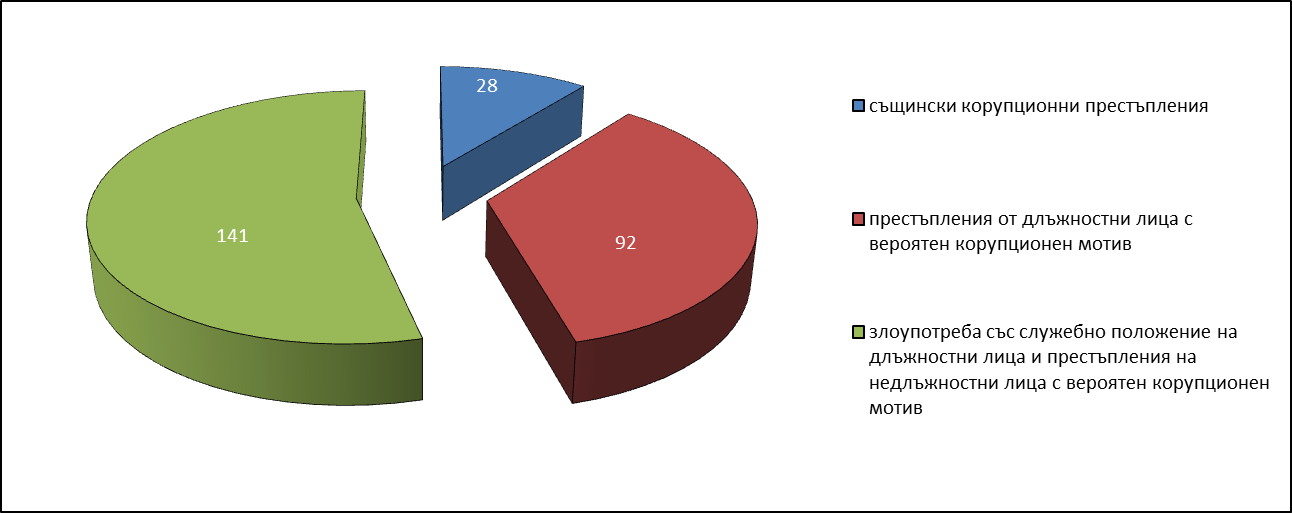 28
92
141
същински корупционни престъпления
престъпления от длъжностни лица с
вероятен корупционен мотив
злоупотреба със служебно положение на
длъжностни лица и престъпления на
недлъжностни лица с вероятен корупционен
мотив